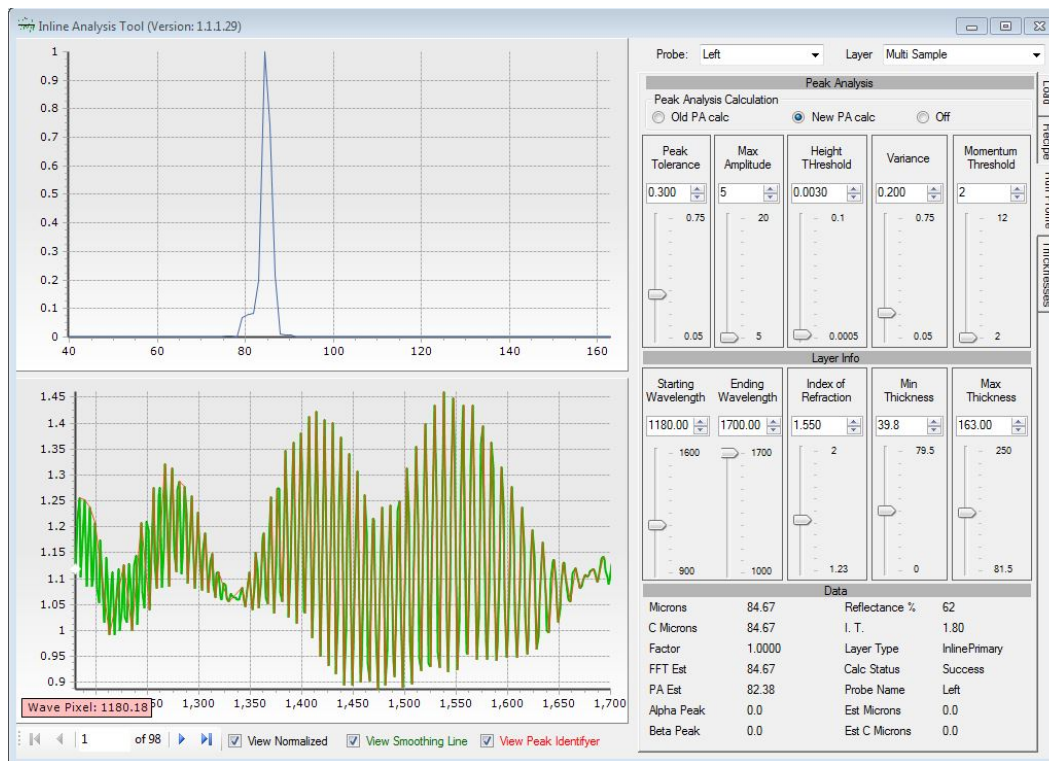 Inline Analysis Tool (Version: 1.1.1.29)
Probe: Left Layer Multi Sample
Peak Analysis
Peak Analysis Calculation
Old PA calc New PA calc Off
Peak Tolerance
Max Amplitude
Height THreshold
Variance
Momentum Threshold
0.300 5 0.0030 0.200 2
0.75 20 0.1 0.75 12
0.05 5 0.0005 0.05 2
Layer Info
Starting Wavelength
Ending Wavelength
Index of Refraction
Min Thickness
Max Thickness
1180.00 1700.00 1.550 39.8 163.00
1600 1700 2 79.5 250
900 1000 1.23 0 81.5
Data
Microns 84.67 Reflectance % 62
C Microns 84.67 I. T. 1.80
Factor 1.0000 Layer Type InlinePrimary
FFT Est 84.67 Calc Status Success
PA Est 82.38 Probe Name Left
Alpha Peak 0.0 Est Microns 0.0
Beta Peak 0.0 Est C Microns 0.0
Load
Recipe
Thicknesses
1
0.9
0.8
0.7
0.6
0.5
0.4
0.3
0.2
0.1
0
40 60 80 100 120 140 160
1.45
1.4
1.35
1.3
1.25
1.2
1.15
1.1
1.05
1
0.95
0.9
1,300 1,350 1,400 1,450 1,500 1,550 1,600 1,650 1,700
Wave Pixel: 1180.18
1 of 98 View Normalized View Smoothing Line View Peak Identifyer